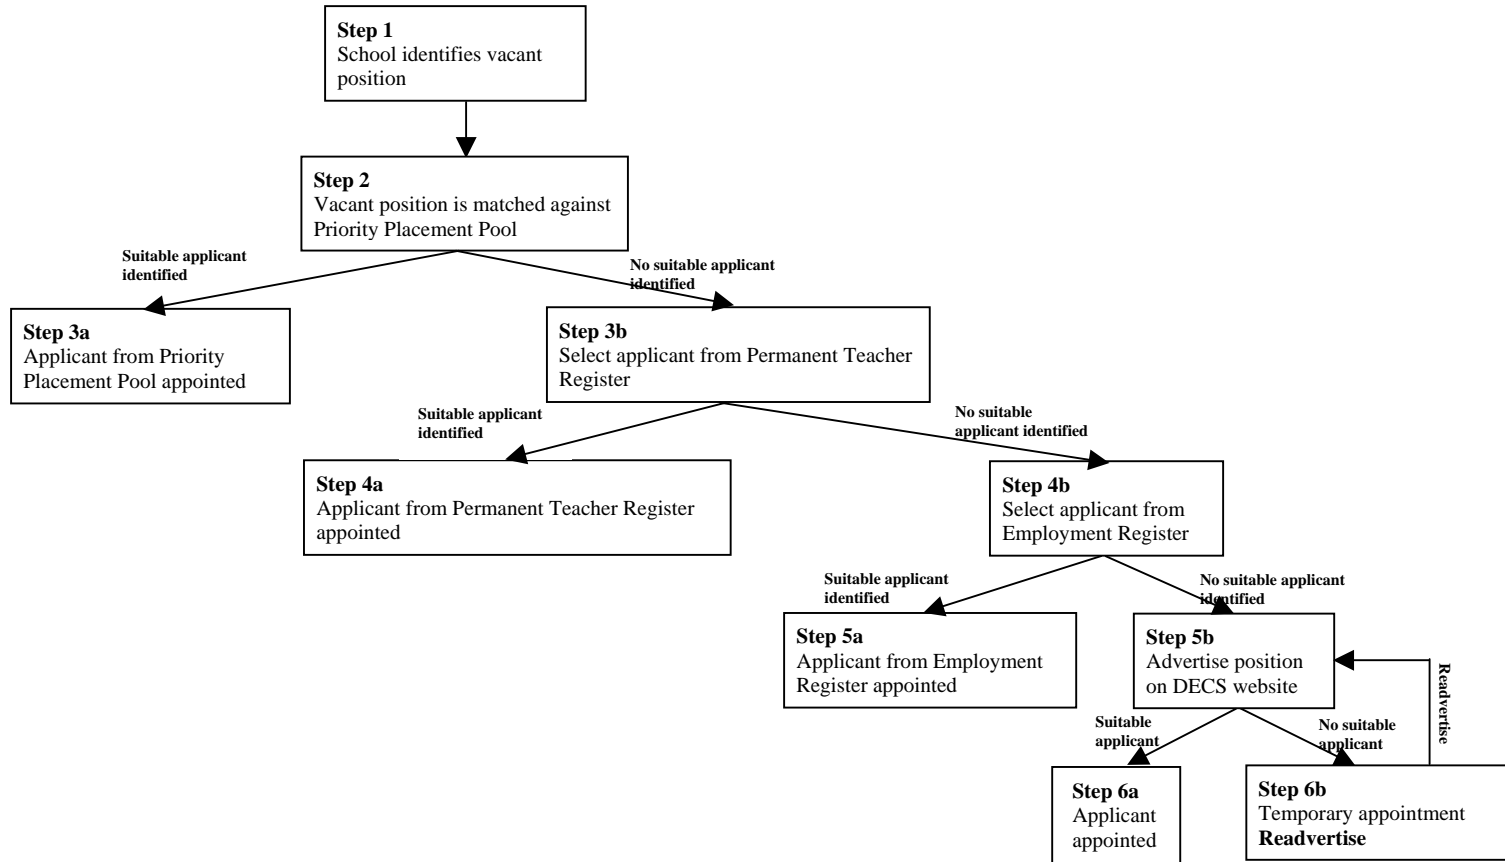 Step 1
School identifies vacant
position
Step 2
Vacant position is matched against
Priority Placement Pool
Suitable applicant
identified
No suitable applicant
identified
Step 3a
Applicant from Priority
Placement Pool appointed
Step 3b
Select applicant from Permanent Teacher
Register
Suitable applicant
identified
No suitable
applicant identified
Step 4a
Applicant from Permanent Teacher Register
appointed
Step 4b
Select applicant from
Employment Register
Suitable applicant
identified
No suitable applicant
identified
Step 5a
Applicant from Employment
Register appointed
Step 5b
Advertise position
on DECS website
Readvertise
Suitable
applicant
No suitable
applicant
Step 6a
Applicant
appointed
Step 6b
Temporary appointment
Readvertise